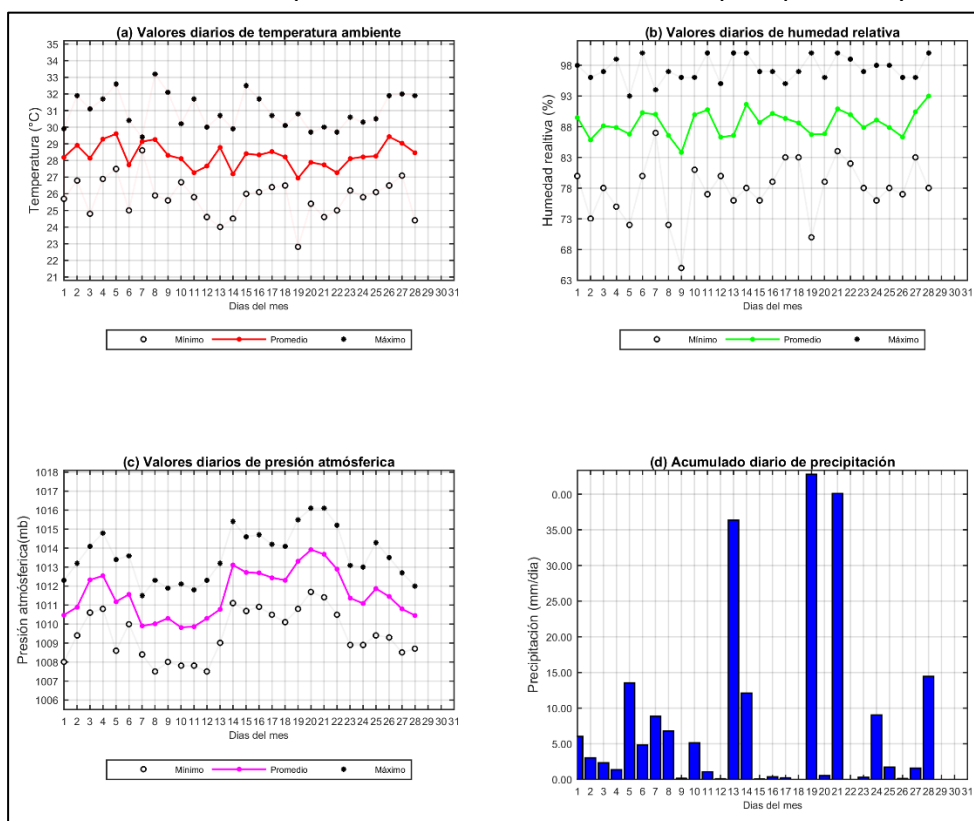 (a) Valores diarios de temperatura ambiente
Temperatura (°C)
35
34
33
32
31
30
29
28
27
26
25
24
23
22
21
1 2 3 4 5 6 7 8 9 10 11 12 13 14 15 16 17 18 19 20 21 22 23 24 25 26 27 28 29 30 31
Dias del mes
Mínimo Promedio Máximo
(b) Valores diarios de humedad relativa
Humedad realitiva (%)
98
93
88
83
78
73
68
63
1 2 3 4 5 6 7 8 9 10 11 12 13 14 15 16 17 18 19 20 21 22 23 24 25 26 27 28 29 30 31
Dias del mes
Mínimo Promedio Máximo
(c) Valores diarios de presión atmósferica
Presión atmósferica(mb)
1018
1017
1016
1015
1014
1013
1012
1011
1010
1009
1008
1007
1006
1 2 3 4 5 6 7 8 9 10 11 12 13 14 15 16 17 18 19 20 21 22 23 24 25 26 27 28 29 30 31
Dias del mes
Mínimo Promedio Máximo
(d) Acumulado diario de precipitación
Precipitación (mm/dia)
0.00
35.00
30.00
25.00
20.00
15.00
10.00
5.00
0.00
1 2 3 4 5 6 7 8 9 10 11 12 13 14 15 16 17 18 19 20 21 22 23 24 25 26 27 28 29 30 31
Dias del mes